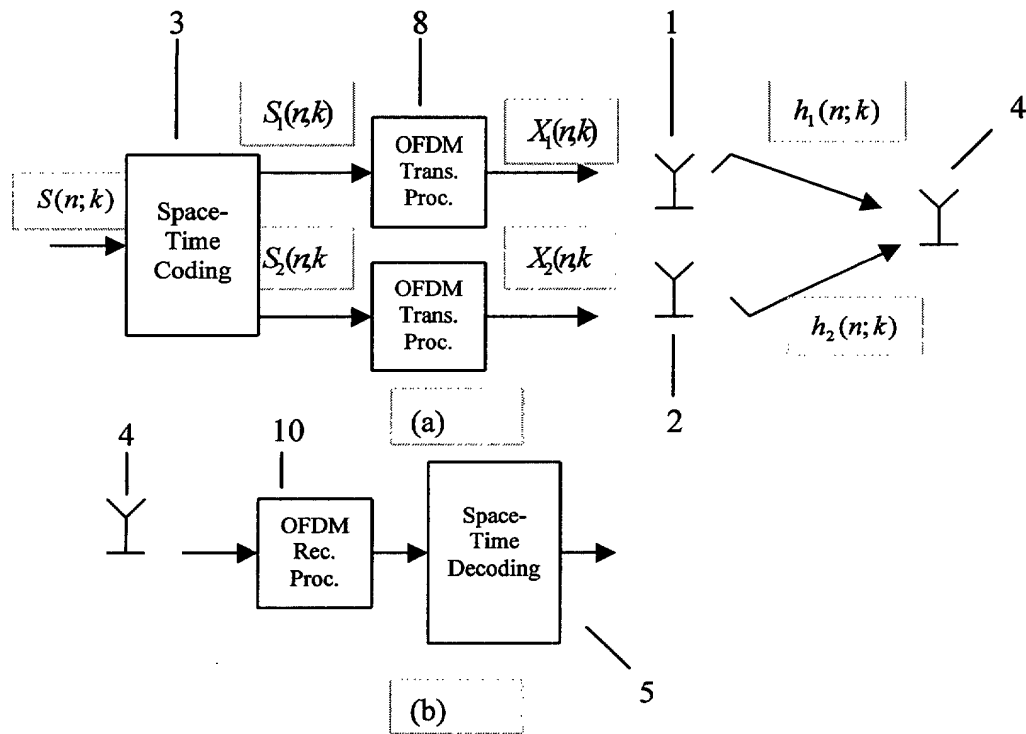 3
8
1
S₁(n,k)
X₁(n,k)
h₁(n;k)
4
OFDM
Trans.
Proc.
S(n;k)
Space-
Time
Coding
S₂(n,k
X₂(n,k
OFDM
Trans.
Proc.
h₂(n;k)
(a)
2
4
10
OFDM
Rec.
Proc.
Space-
Time
Decoding
(b)
5